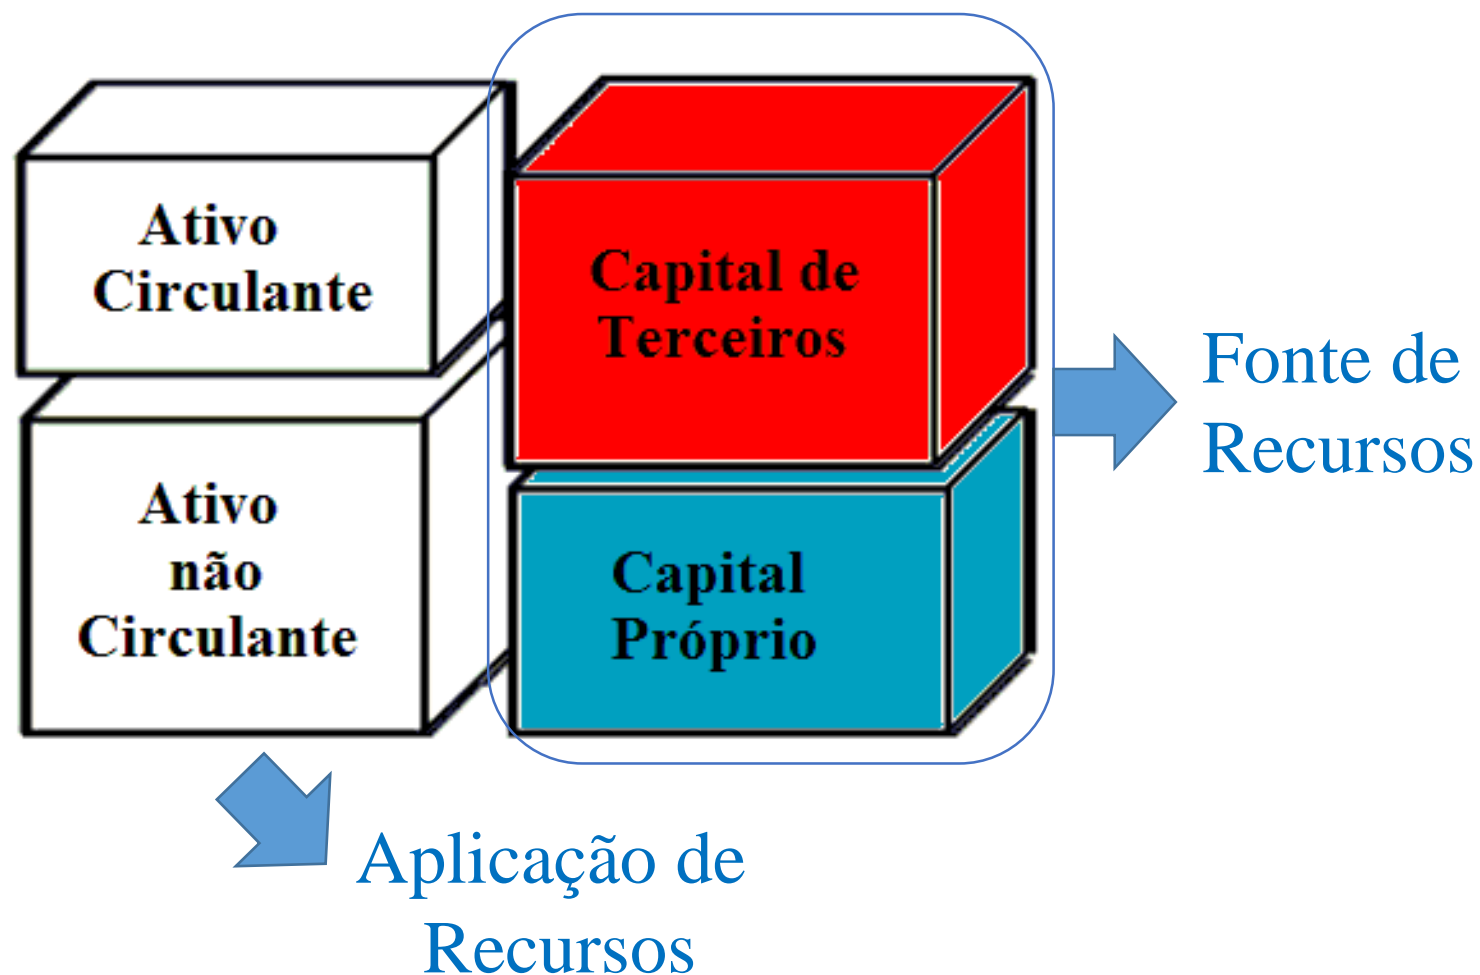 Ativo
Circulante
Ativo
não
Circulante
Capital de
Terceiros
Capital
Próprio
Fonte de
Recursos
Aplicação de
Recursos